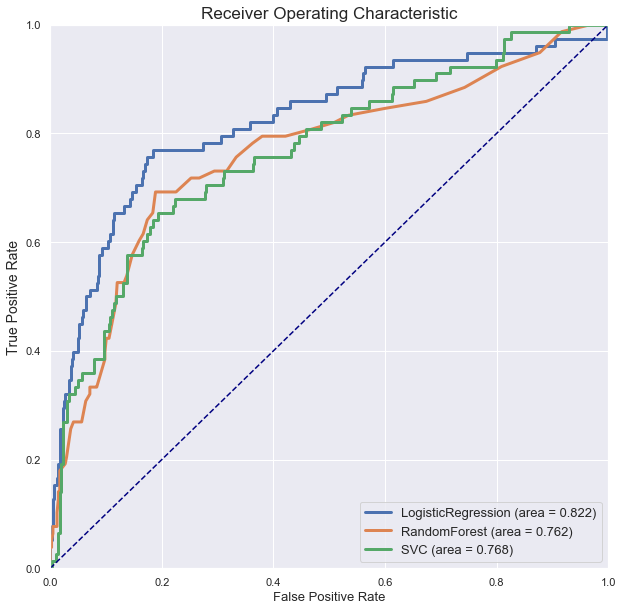 Receiver Operating Characteristic
True Positive Rate
1.0
0.8
0.6
0.4
0.2
0.0
0.0 0.2 0.4 0.6 0.8 1.0
False Positive Rate
LogisticRegression (area = 0.822)
RandomForest (area = 0.762)
SVC (area = 0.768)